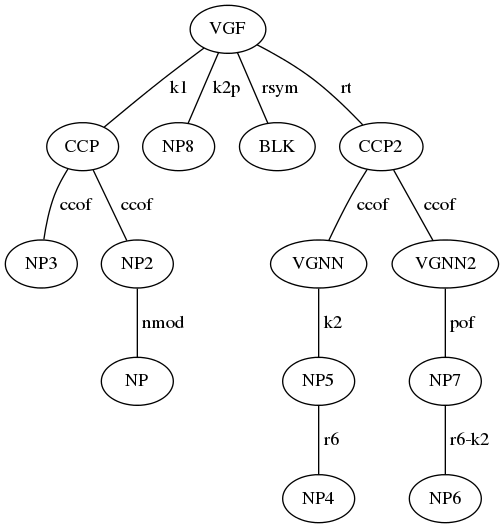 VGF
k1 k2p rsym rt
CCP NP8 BLK CCP2
ccof ccof ccof ccof
NP3 NP2 VGNN VGNN2
nmod k2 pof
NP NP5 NP7
r6 r6-k2
NP4 NP6